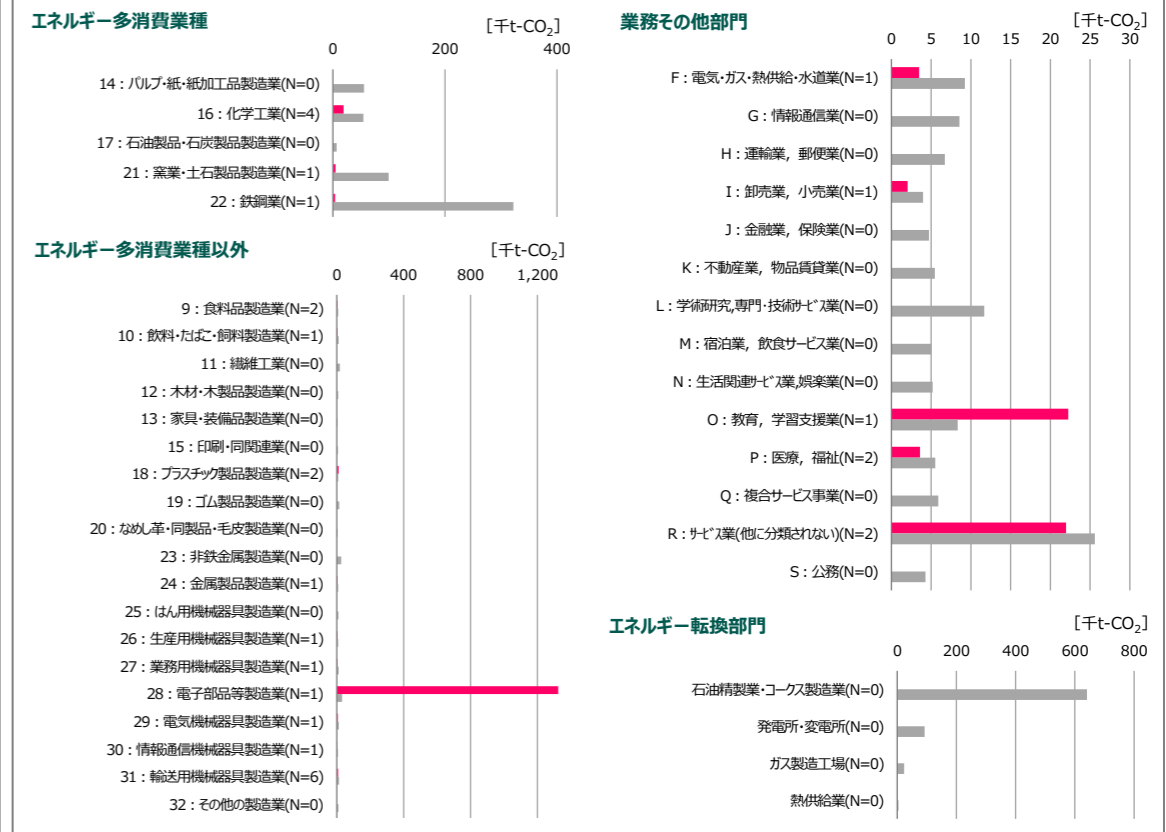 エネルギー多消費業種
[千t-CO₂]
0 200 400
14：パルプ・紙・紙加工品製造業(N=0)
16：化学工業(N=4)
17：石油製品・石炭製品製造業(N=0)
21：窯業・土石製品製造業(N=1)
22：鉄鋼業(N=1)
エネルギー多消費業種以外
[千t-CO₂]
0 400 800 1,200
9：食料品製造業(N=2)
10：飲料・たばこ・飼料製造業(N=1)
11：繊維工業(N=0)
12：木材・木製品製造業(N=0)
13：家具・装備品製造業(N=0)
15：印刷・同関連業(N=0)
18：プラスチック製品製造業(N=2)
19：ゴム製品製造業(N=0)
20：なめし革・同製品・毛皮製造業(N=0)
23：非鉄金属製造業(N=0)
24：金属製品製造業(N=1)
25：はん用機械器具製造業(N=0)
26：生産用機械器具製造業(N=1)
27：業務用機械器具製造業(N=1)
28：電子部品等製造業(N=1)
29：電気機械器具製造業(N=1)
30：情報通信機械器具製造業(N=1)
31：輸送用機械器具製造業(N=6)
32：その他の製造業(N=0)
業務その他部門
[千t-CO₂]
0 5 10 15 20 25 30
F：電気・ガス・熱供給・水道業(N=1)
G：情報通信業(N=0)
H：運輸業，郵便業(N=0)
I：卸売業，小売業(N=1)
J：金融業，保険業(N=0)
K：不動産業，物品賃貸業(N=0)
L：学術研究,専門・技術ｻｰﾋﾞｽ業(N=0)
M：宿泊業，飲食サービス業(N=0)
N：生活関連ｻｰﾋﾞｽ業,娯楽業(N=0)
O：教育，学習支援業(N=1)
P：医療，福祉(N=2)
Q：複合サービス事業(N=0)
R：ｻｰﾋﾞｽ業(他に分類されない)(N=2)
S：公務(N=0)
エネルギー転換部門
[千t-CO₂]
0 200 400 600 800
石油精製業・コークス製造業(N=0)
発電所・変電所(N=0)
ガス製造工場(N=0)
熱供給業(N=0)